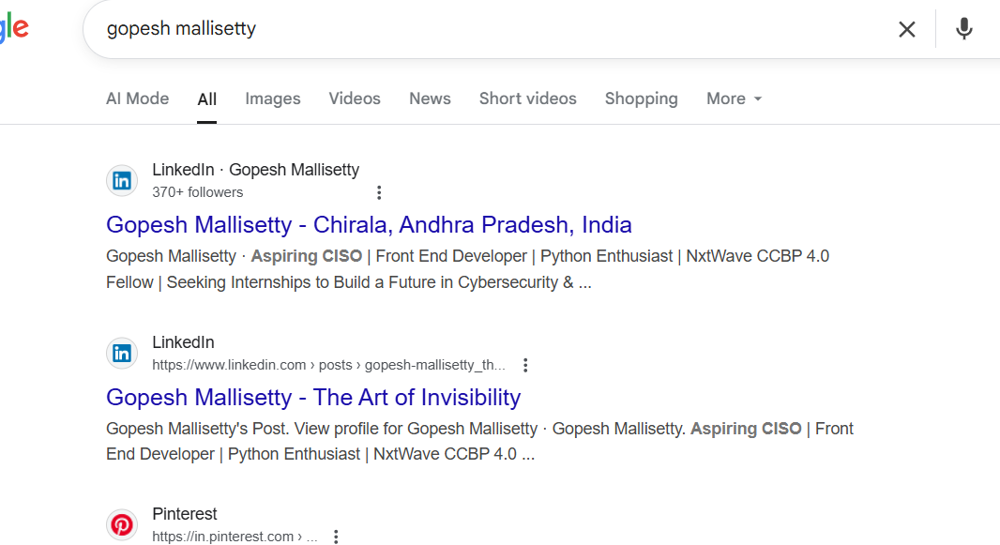 gle
gopesh mallisetty
AI Mode All Images Videos News Short videos Shopping More
LinkedIn · Gopesh Mallisetty
370+ followers
Gopesh Mallisetty - Chirala, Andhra Pradesh, India
Gopesh Mallisetty · Aspiring CISO | Front End Developer | Python Enthusiast | NxtWave CCBP 4.0
Fellow | Seeking Internships to Build a Future in Cybersecurity & ...
LinkedIn
https://www.linkedin.com › posts › gopesh-mallisetty_th...
Gopesh Mallisetty - The Art of Invisibility
Gopesh Mallisetty's Post. View profile for Gopesh Mallisetty · Gopesh Mallisetty. Aspiring CISO | Front
End Developer | Python Enthusiast | NxtWave CCBP 4.0 ...
Pinterest
https://in.pinterest.com › ...